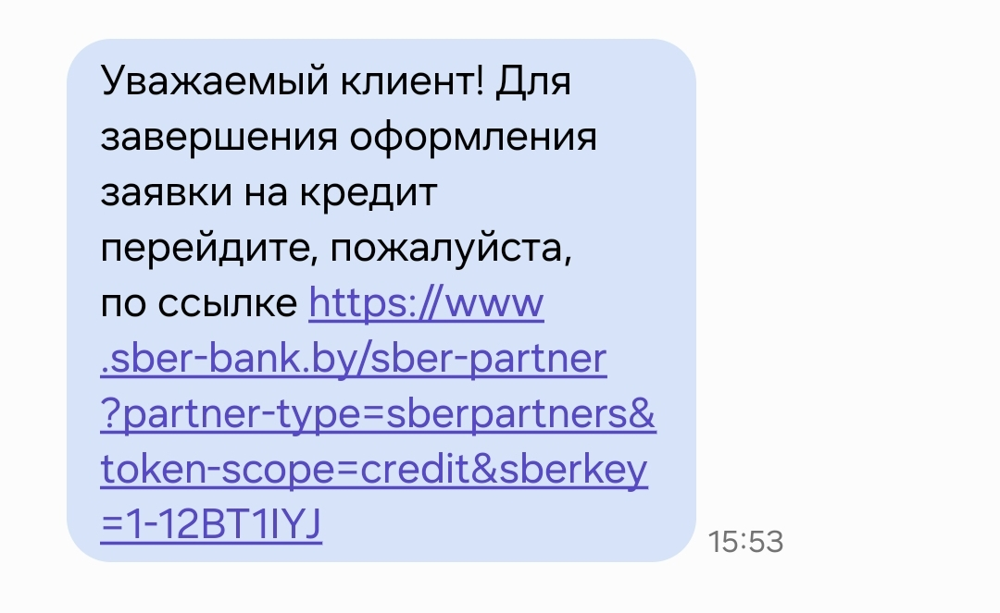 Уважаемый клиент! Для
завершения оформления
заявки на кредит
перейдите, пожалуйста,
по ссылке https://www
.sber-bank.by/sber-partner
?partner-type=sberpartners&
token-scope=credit&sberkey
=1-12BT1IYJ
15:53